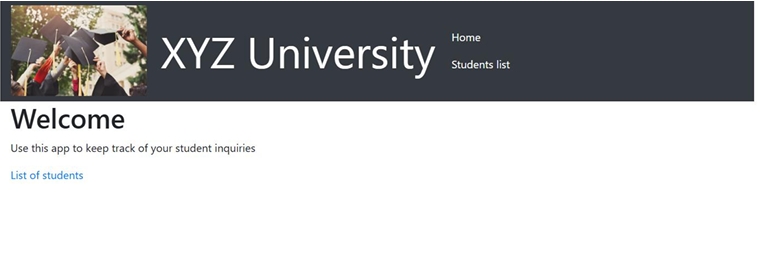 XYZ University
Home
Students list
Welcome
Use this app to keep track of your student inquiries
List of students